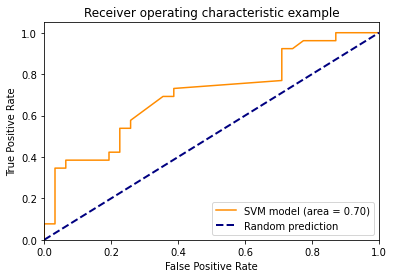 Receiver operating characteristic example
True Positive Rate
1.0
0.8
0.6
0.4
0.2
0.0
SVM model (area = 0.70)
Random prediction
0.0 0.2 0.4 0.6 0.8 1.0
False Positive Rate